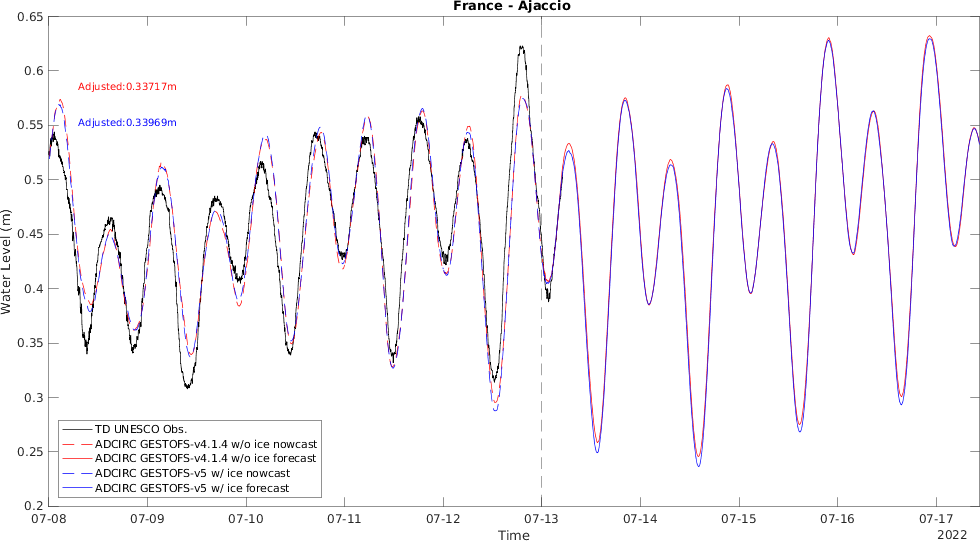 France - Ajaccio
0.65
0.6
0.55
0.5
0.45
0.4
0.35
0.3
0.25
0.2
Water Level (m)
Adjusted:0.33717m
Adjusted:0.33969m
TD UNESCO Obs.
ADCIRC GESTOFS-v4.1.4 w/o ice nowcast
ADCIRC GESTOFS-v4.1.4 w/o ice forecast
ADCIRC GESTOFS-v5 w/ ice nowcast
ADCIRC GESTOFS-v5 w/ ice forecast
07-08 07-09 07-10 07-11 07-12 07-13 07-14 07-15 07-16 07-17
Time
2022